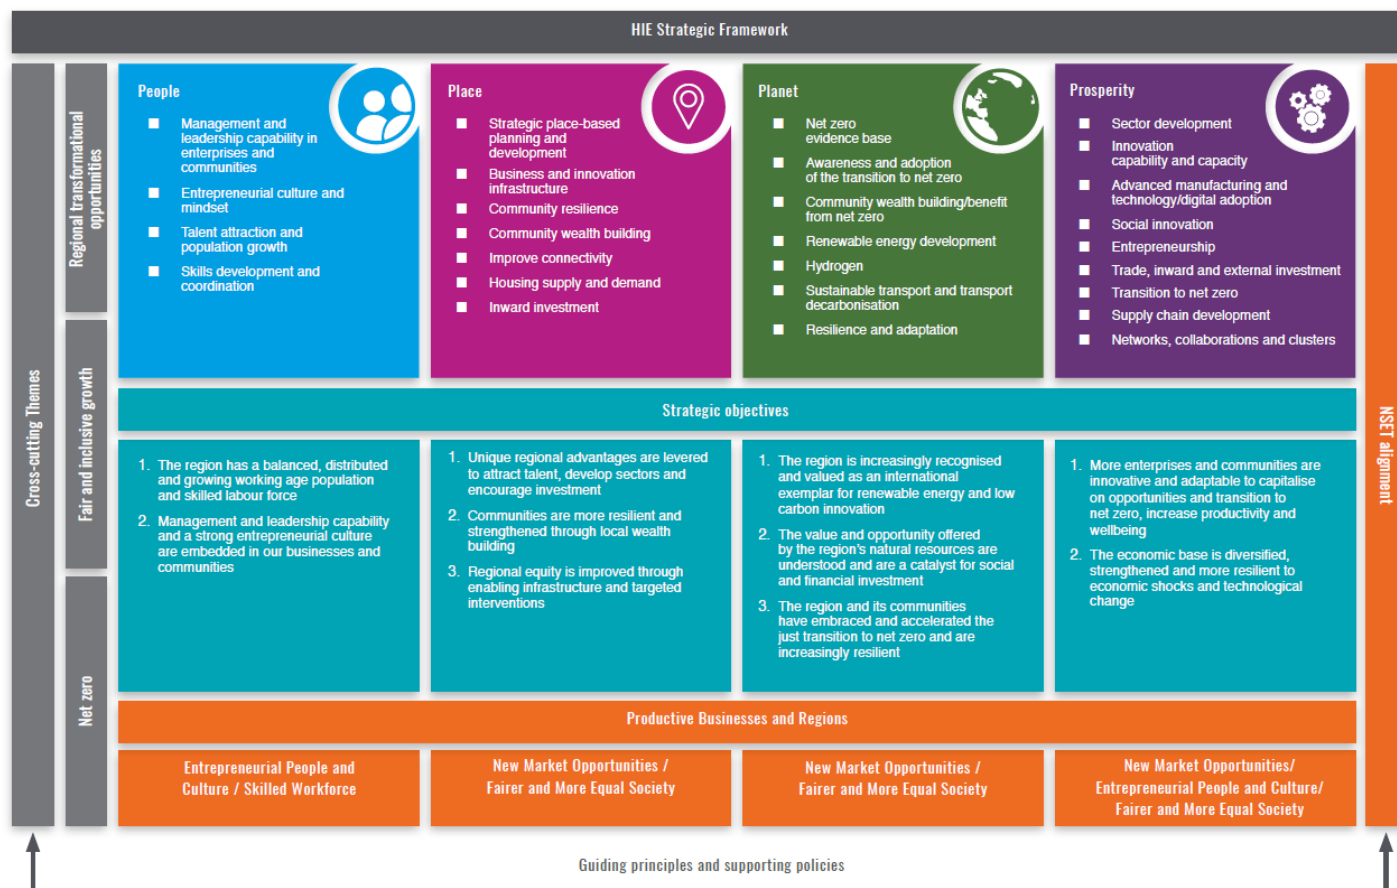 HIE Strategic Framework
Cross-cutting Themes
Regional transformational
opportunities
Fair and inclusive growth
Net zero
People
Management and
leadership capability in
enterprises and
communities
Entrepreneurial culture and
mindset
Talent attraction and
population growth
Skills development and
coordination
Place
Strategic place-based
planning and
development
Business and innovation
infrastructure
Community resilience
Community wealth building
Improve connectivity
Housing supply and demand
Inward investment
Planet
Net zero
evidence base
Awareness and adoption
of the transition to net zero
Community wealth building/benefit
from net zero
Renewable energy development
Hydrogen
Sustainable transport and transport
decarbonisation
Resilience and adaptation
Prosperity
Sector development
Innovation
capability and capacity
Advanced manufacturing and
technology/digital adoption
Social innovation
Entrepreneurship
Trade, inward and external investment
Transition to net zero
Supply chain development
Networks, collaborations and clusters
Strategic objectives
1. The region has a balanced, distributed
and growing working age population
and skilled labour force
2. Management and leadership capability
and a strong entrepreneurial culture
are embedded in our businesses and
communities
1. Unique regional advantages are levered
to attract talent, develop sectors and
encourage investment
2. Communities are more resilient and
strengthened through local wealth
building
3. Regional equity is improved through
enabling infrastructure and targeted
interventions
1. The region is increasingly recognised
and valued as an international
exemplar for renewable energy and low
carbon innovation
2. The value and opportunity offered
by the region's natural resources are
understood and are a catalyst for social
and financial investment
3. The region and its communities
have embraced and accelerated the
just transition to net zero and are
increasingly resilient
1. More enterprises and communities are
innovative and adaptable to capitalise
on opportunities and transition to
net zero, increase productivity and
wellbeing
2. The economic base is diversified,
strengthened and more resilient to
economic shocks and technological
change
NSET alignment
Productive Businesses and Regions
Entrepreneurial People and
Culture / Skilled Workforce
New Market Opportunities /
Fairer and More Equal Society
New Market Opportunities /
Fairer and More Equal Society
New Market Opportunities/
Entrepreneurial People and Culture/
Fairer and More Equal Society
Guiding principles and supporting policies